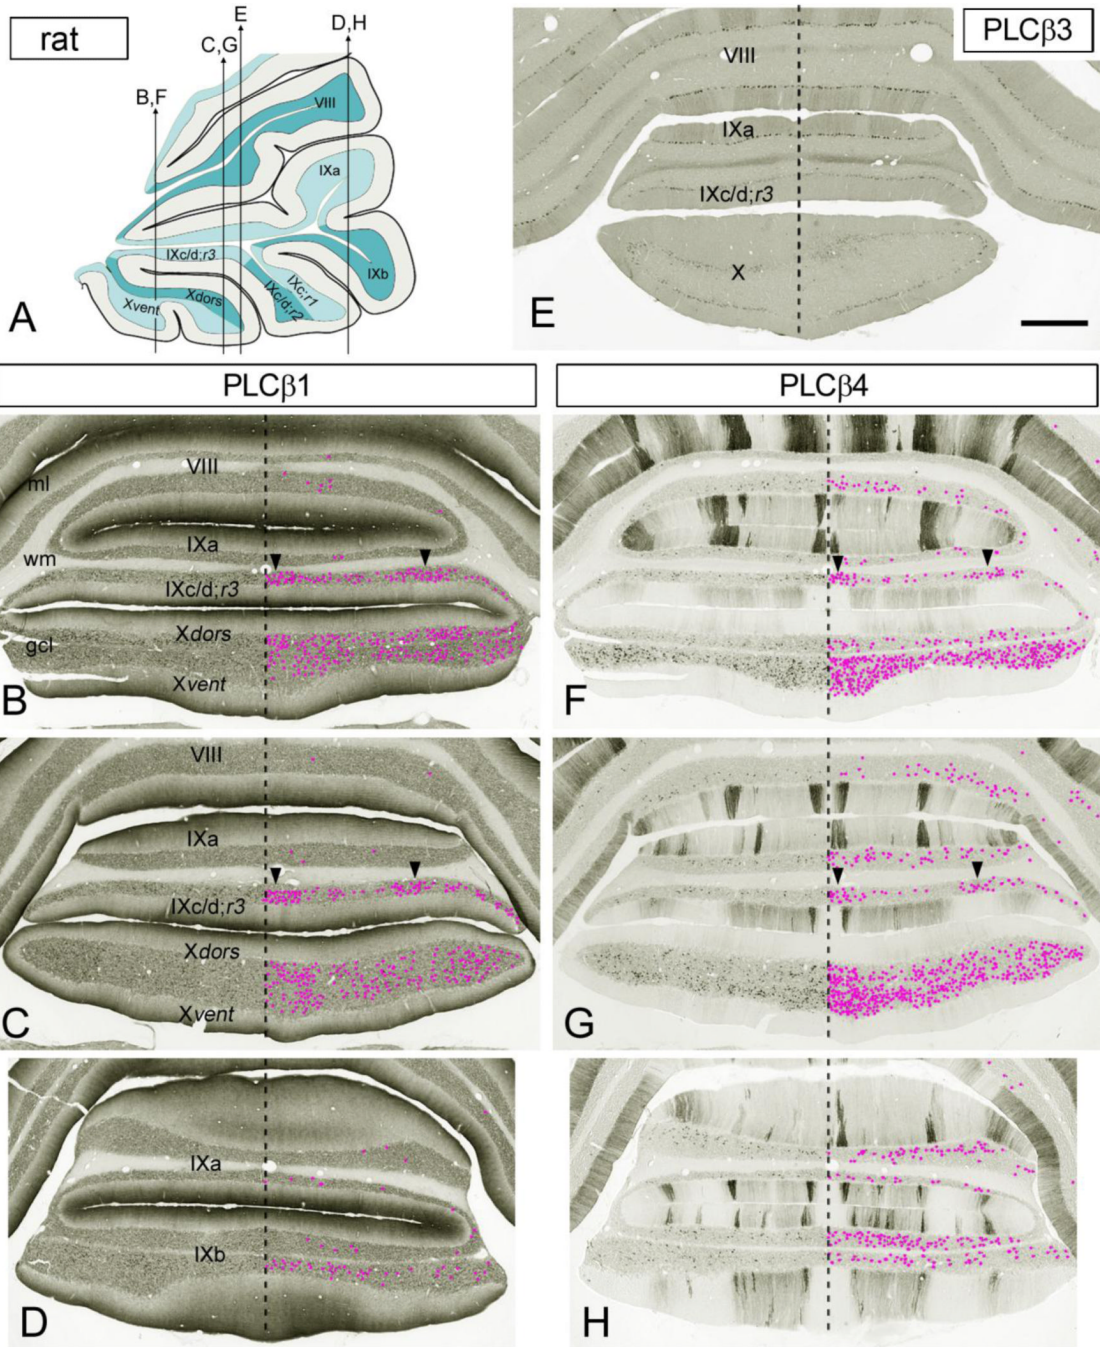 rat
E
D,H
C,G
B,F
VIII
IXa
IXc/d;r3
IXb
Xdors
IXc/d;r2
IXc;r1
Xvent
A
PLCβ3
VIII
IXa
IXc/d;r3
X
E
PLCβ1
PLCβ4
VIII
ml
IXa
wm
IXc/d;r3
Xdors
gcl
Xvent
B
F
VIII
IXa
IXc/d;r3
Xdors
Xvent
C
G
IXa
IXb
D
H